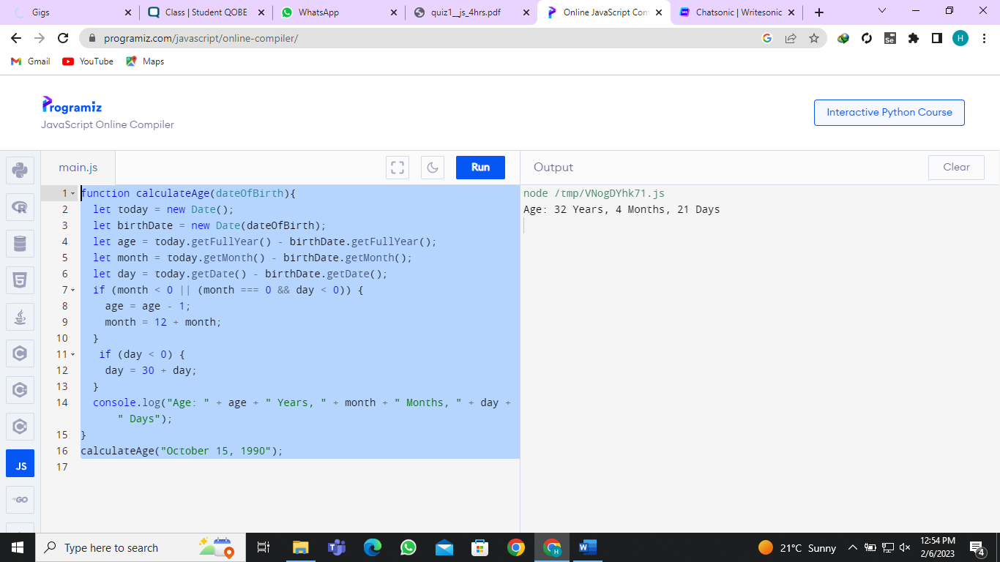 Gigs
Class | Student QOBE
WhatsApp
quiz1__js_4hrs.pdf
Online JavaScript Com
Chatsonic | Writesonic
programiz.com/javascript/online-compiler/
Se
H
Gmail
YouTube
Maps
Programiz
JavaScript Online Compiler
Interactive Python Course
main.js
Run
Output
Clear
1 function calculateAge(dateOfBirth){
2 let today = new Date();
3 let birthDate = new Date(dateOfBirth);
4 let age = today.getFullYear() - birthDate.getFullYear();
5 let month = today.getMonth() - birthDate.getMonth();
6 let day = today.getDate() - birthDate.getDate();
7 if (month < 0 || (month === 0 && day < 0)) {
8 age = age - 1;
9 month = 12 + month;
10 }
11 if (day < 0) {
12 day = 30 + day;
13 }
14 console.log("Age: " + age + " Years, " + month + " Months, " + day +
" Days");
15 }
16 calculateAge("October 15, 1990");
17
node /tmp/VNogDYhk71.js
Age: 32 Years, 4 Months, 21 Days
JS
GO
Type here to search
21°C Sunny
12:54 PM
2/6/2023
4